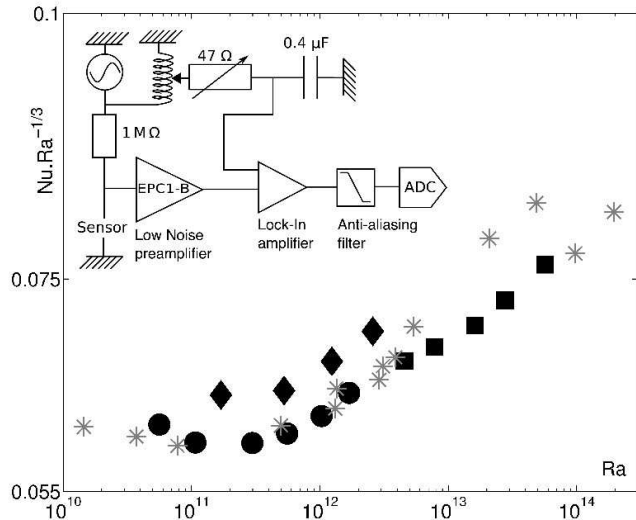 0.1
47 Ω
0.4 µF
1 MΩ
Nu.Ra^{-1/3}
EPC1-B
ADC
Sensor
Low Noise
preamplifier
Lock-In
amplifier
Anti-aliasing
filter
0.075
0.055
Ra
10^{10}
10^{11}
10^{12}
10^{13}
10^{14}